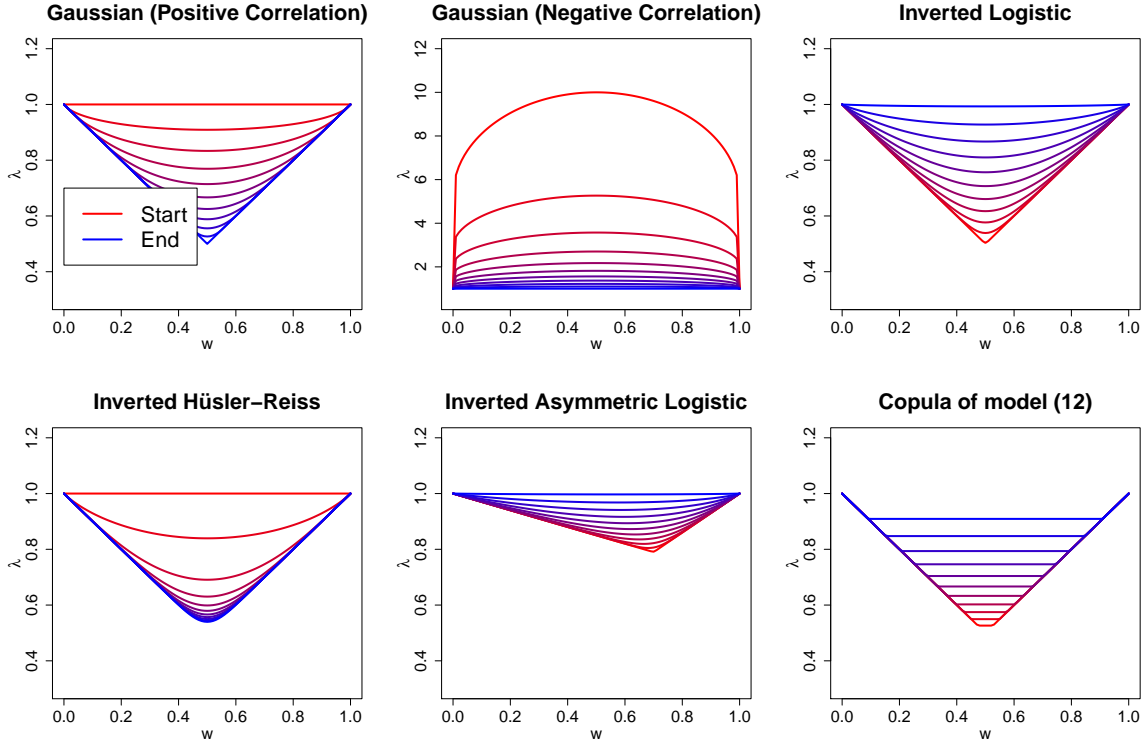 Gaussian (Positive Correlation)
λ
1.2
1.0
0.8
0.6
0.4
Start
End
0.0 0.2 0.4 0.6 0.8 1.0
w
Gaussian (Negative Correlation)
λ
12
10
8
6
4
2
0.0 0.2 0.4 0.6 0.8 1.0
w
Inverted Logistic
λ
1.2
1.0
0.8
0.6
0.4
0.0 0.2 0.4 0.6 0.8 1.0
w
Inverted Hüsler−Reiss
λ
1.2
1.0
0.8
0.6
0.4
0.0 0.2 0.4 0.6 0.8 1.0
w
Inverted Asymmetric Logistic
λ
1.2
1.0
0.8
0.6
0.4
0.0 0.2 0.4 0.6 0.8 1.0
w
Copula of model (12)
λ
1.2
1.0
0.8
0.6
0.4
0.0 0.2 0.4 0.6 0.8 1.0
w